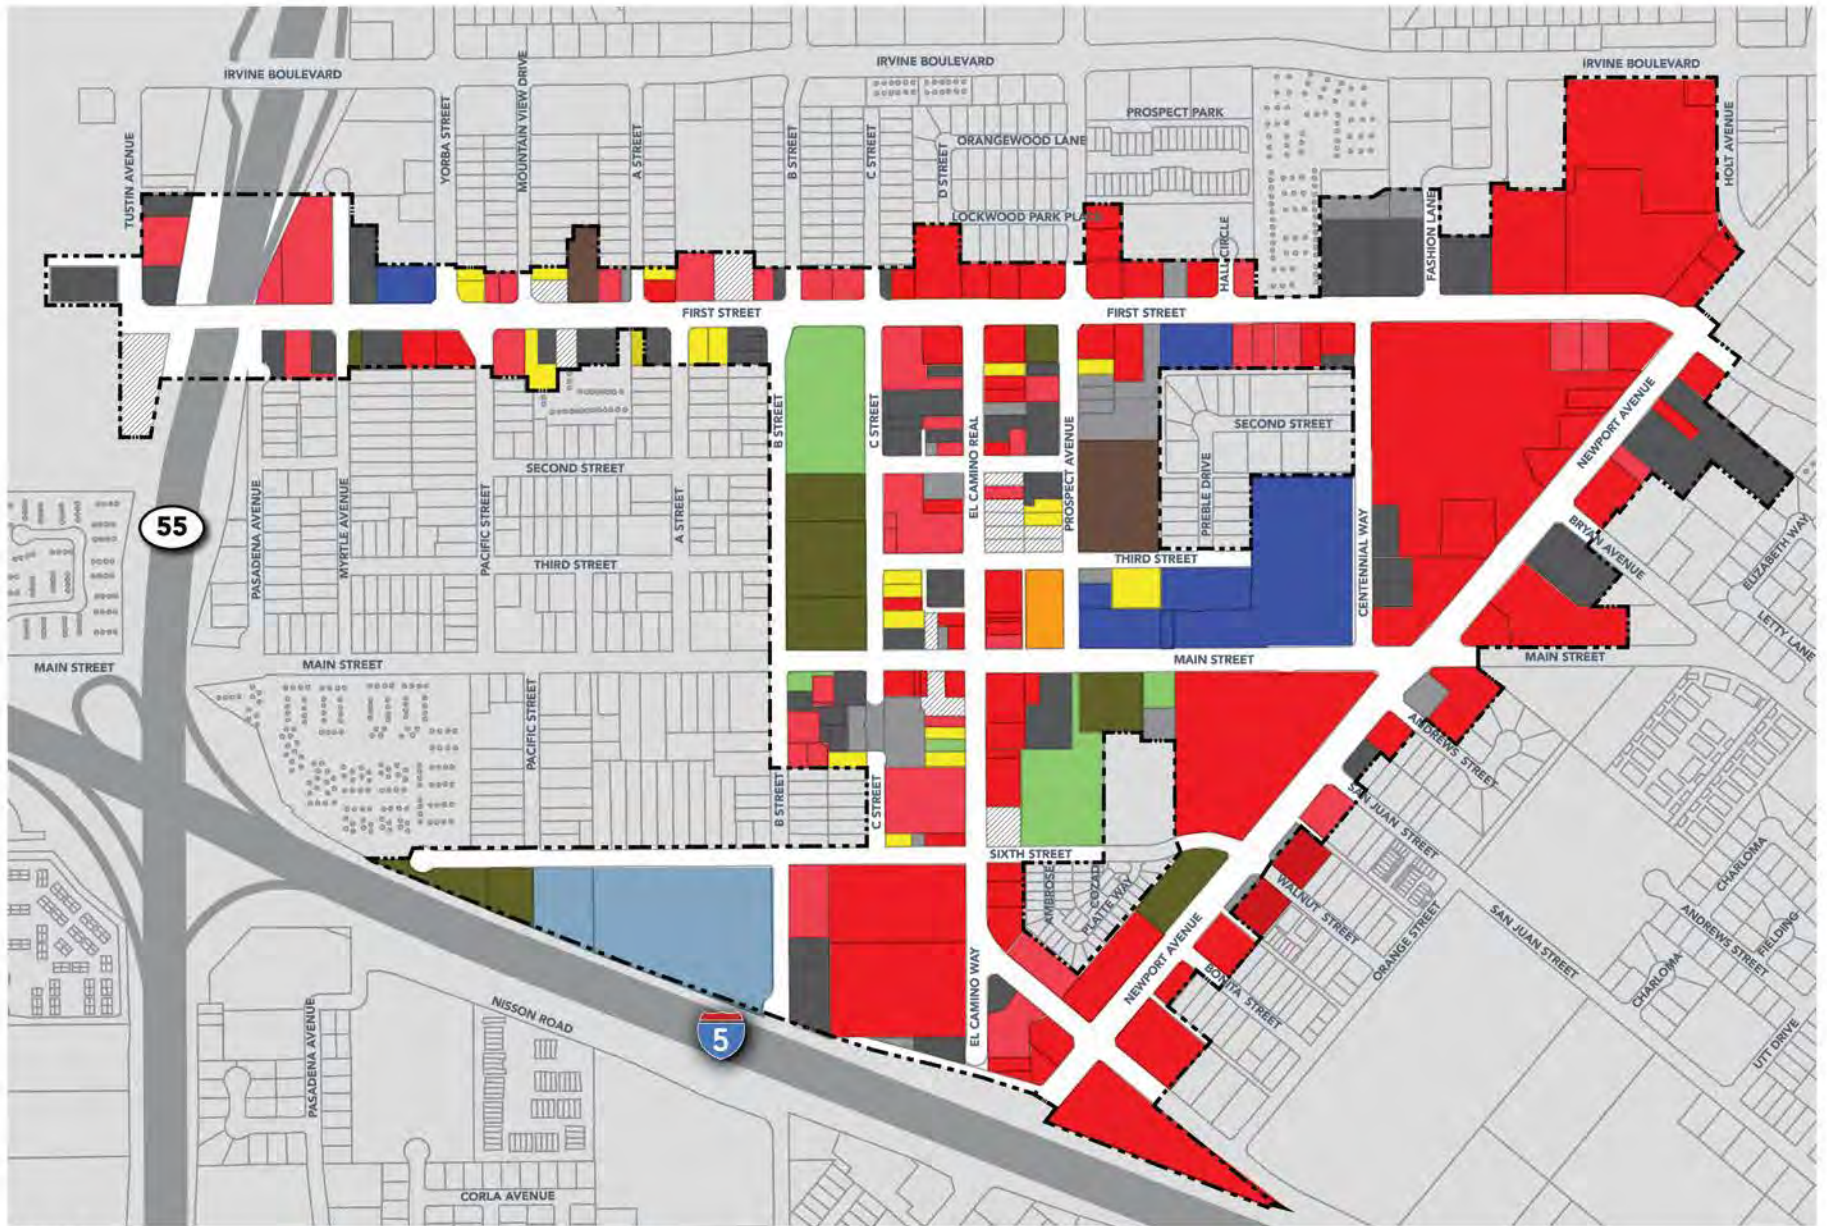 IRVINE BOULEVARD
IRVINE BOULEVARD
IRVINE BOULEVARD
TUSTIN AVENUE
YORBA STREET
MOUNTAIN VIEW DRIVE
A STREET
B STREET
C STREET
D STREET
ORANGEWOOD LANE
PROSPECT PARK
LOCKWOOD PARK PLACE
HALL CIRCLE
FASHION LANE
HOLT AVENUE
FIRST STREET
FIRST STREET
B STREET
C STREET
EL CAMINO REAL
PROSPECT AVENUE
SECOND STREET
PREBLE DRIVE
CENTENNIAL WAY
NEWPORT AVENUE
SECOND STREET
55
PASADENA AVENUE
MYRTLE AVENUE
PACIFIC STREET
A STREET
THIRD STREET
THIRD STREET
BRYAN AVENUE
ELIZABETH WAY
LETTY LANE
MAIN STREET
MAIN STREET
MAIN STREET
MAIN STREET
PACIFIC STREET
B STREET
C STREET
ANDREWS STREET
SAN JUAN STREET
SIXTH STREET
AMBROSE
COZAD
PLATTE WAY
WALNUT STREET
ORANGE STREET
SAN JUAN STREET
CHARLOMA
ANDREWS STREET
FIELDING
CHARLOMA
UTT DRIVE
NEWPORT AVENUE
BONITA STREET
EL CAMINO WAY
NISSON ROAD
5
PASADENA AVENUE
CORLA AVENUE